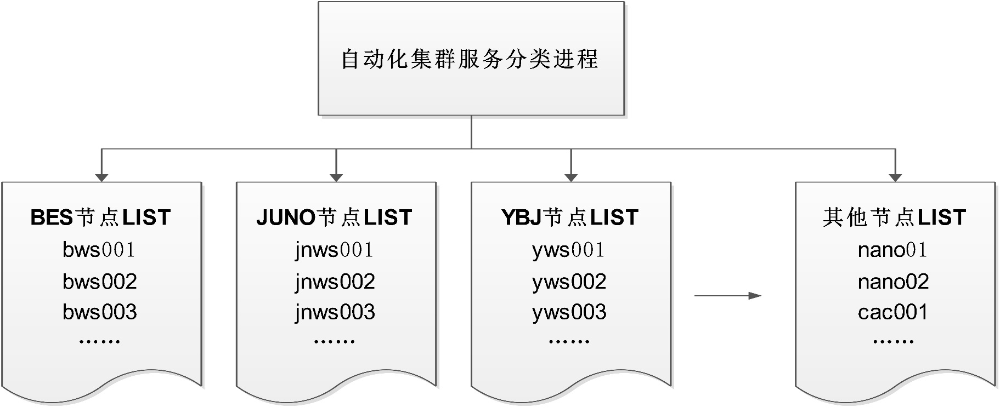 自动化集群服务分类进程
BES节点LIST
bws001
bws002
bws003
……
JUNO节点LIST
jnws001
jnws002
jnws003
……
YBJ节点LIST
yws001
yws002
yws003
……
其他节点LIST
nano01
nano02
cac001
……